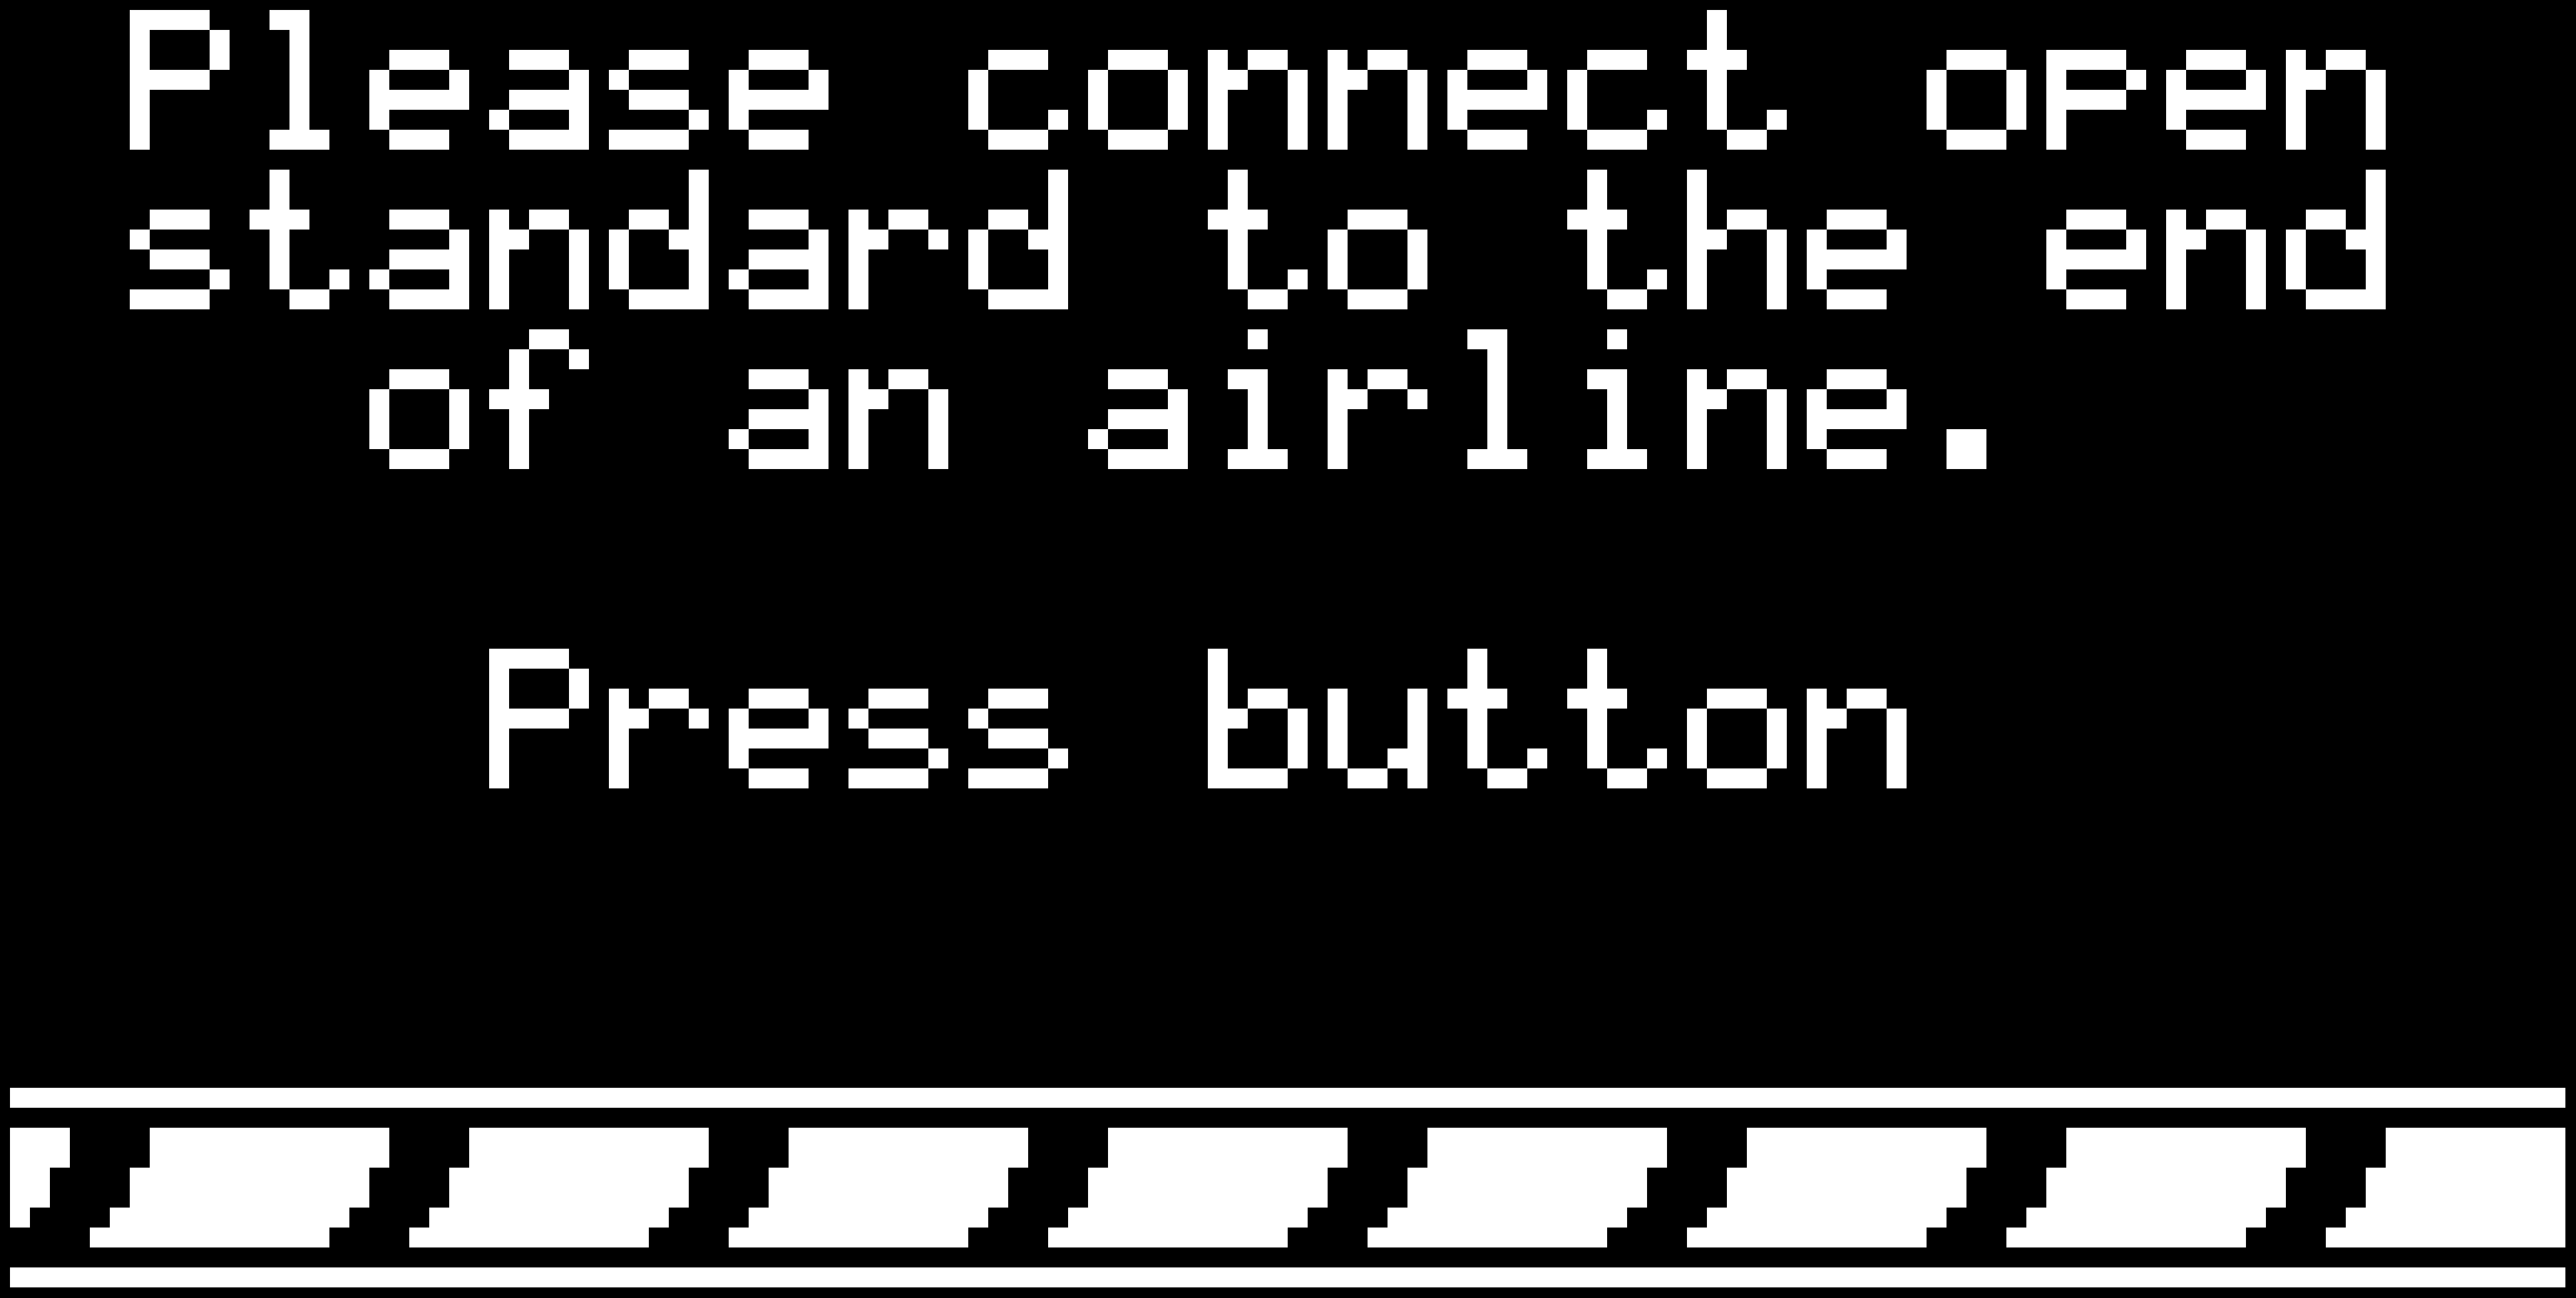 Please connect open
standard to the end
of an airline.
Press button